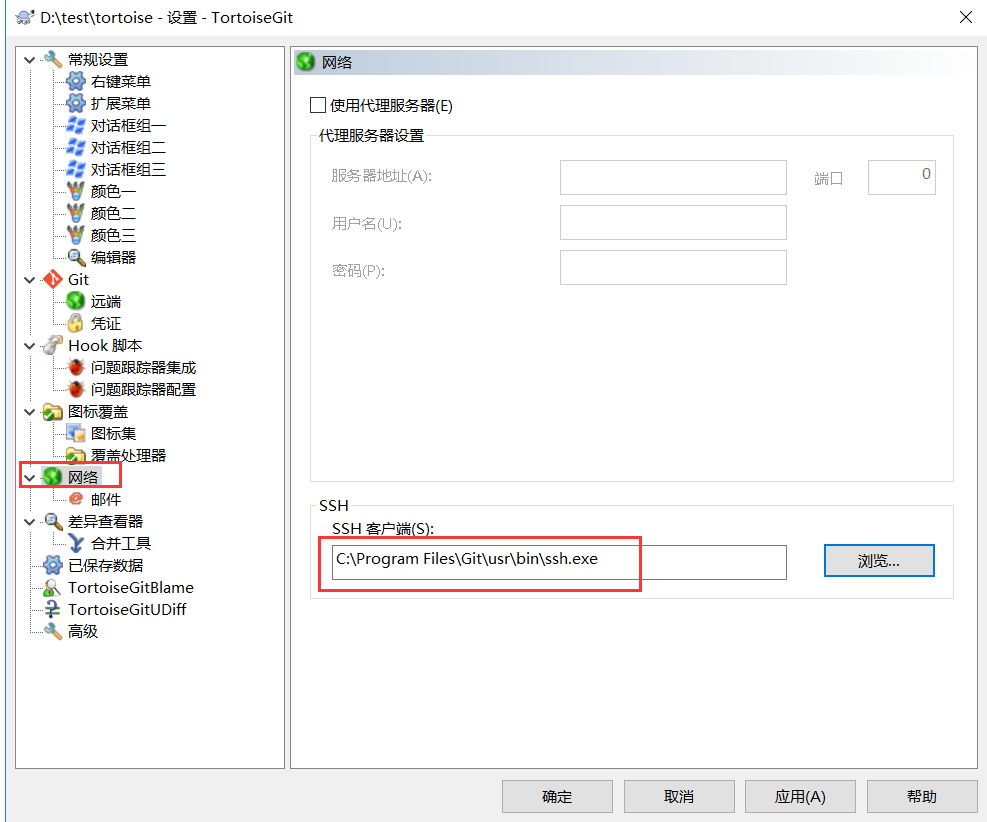 D:\test\tortoise - 设置 - TortoiseGit
常规设置
右键菜单
扩展菜单
对话框组一
对话框组二
对话框组三
颜色一
颜色二
颜色三
编辑器
Git
远端
凭证
Hook 脚本
问题跟踪器集成
问题跟踪器配置
图标覆盖
图标集
覆盖处理器
网络
邮件
差异查看器
合并工具
已保存数据
TortoiseGitBlame
TortoiseGitUDiff
高级
网络
使用代理服务器(E)
代理服务器设置
服务器地址(A):
端口
0
用户名(U):
密码(P):
SSH
SSH 客户端(S):
C:\Program Files\Git\usr\bin\ssh.exe
浏览...
确定
取消
应用(A)
帮助